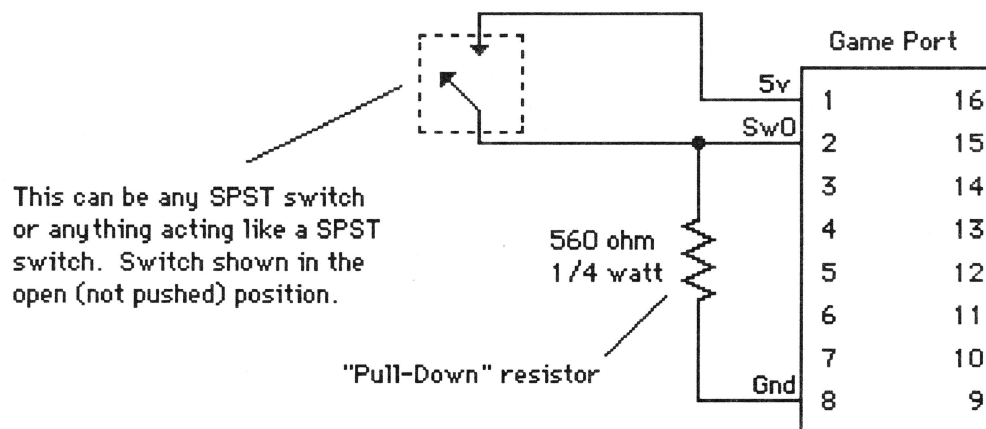 Game Port
5v
1 16
Sw0
2 15
3 14
4 13
5 12
6 11
7 10
Gnd
8 9
This can be any SPST switch
or anything acting like a SPST
switch. Switch shown in the
open (not pushed) position.
560 ohm
1/4 watt
"Pull-Down" resistor